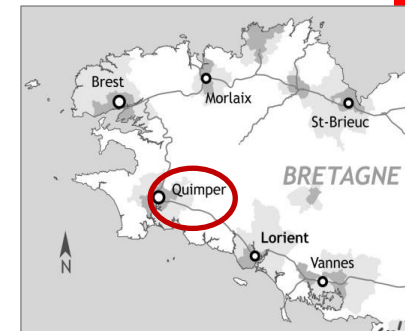 Brest
Morlaix
St-Brieuc
BRETAGNE
Quimper
Lorient
Vannes
N